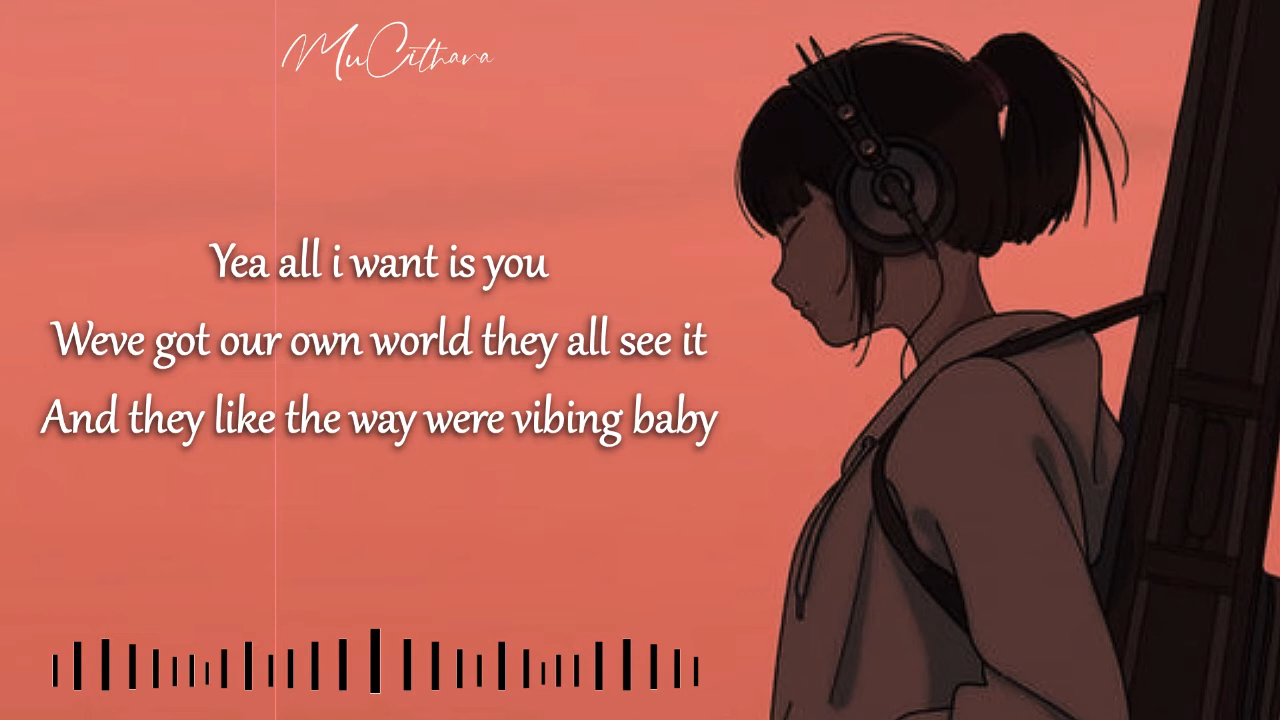 MuCithara
Yea all i want is you
Weve got our own world they all see it
And they like the way were vibing baby